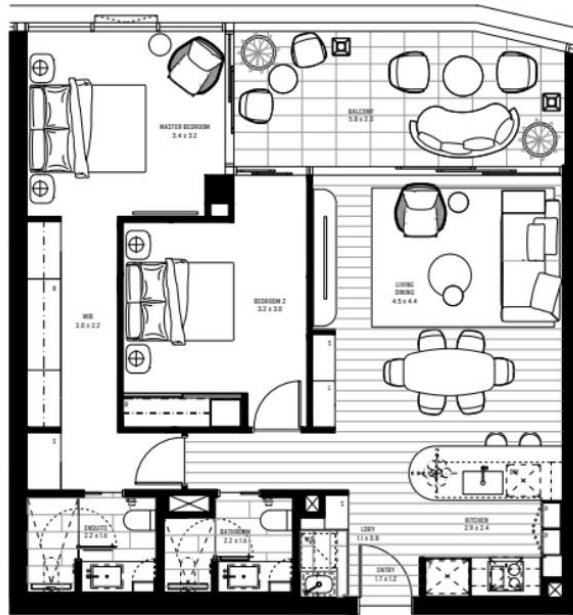 BALCONY
5.8 x 2.3
MASTER BEDROOM
3.4 x 3.2
LIVING
DINING
4.5 x 4.4
BEDROOM 2
3.2 x 3.0
WIR
3.0 x 2.2
S
L
S
S
ENSUITE
2.2 x 1.6
BATHROOM
2.2 x 1.6
LDRY
1.1 x 0.8
KITCHEN
2.9 x 2.4
ENTRY
1.7 x 1.2